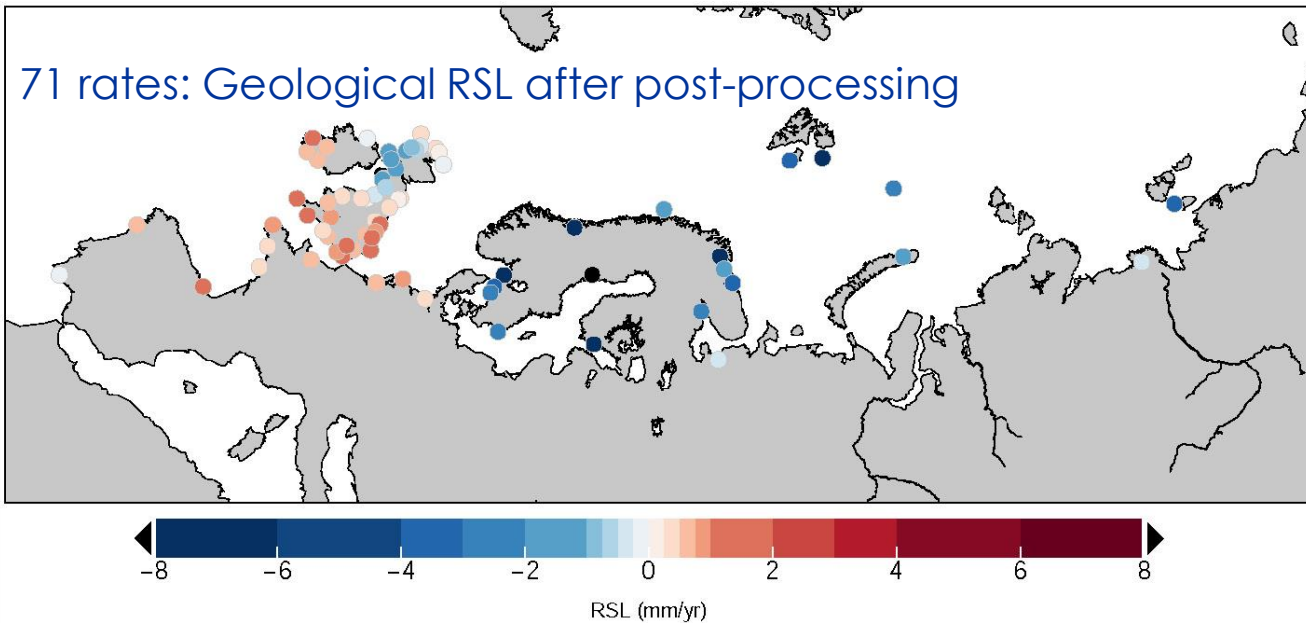 71 rates: Geological RSL after post-processing
−8 −6 −4 −2 0 2 4 6 8
RSL (mm/yr)